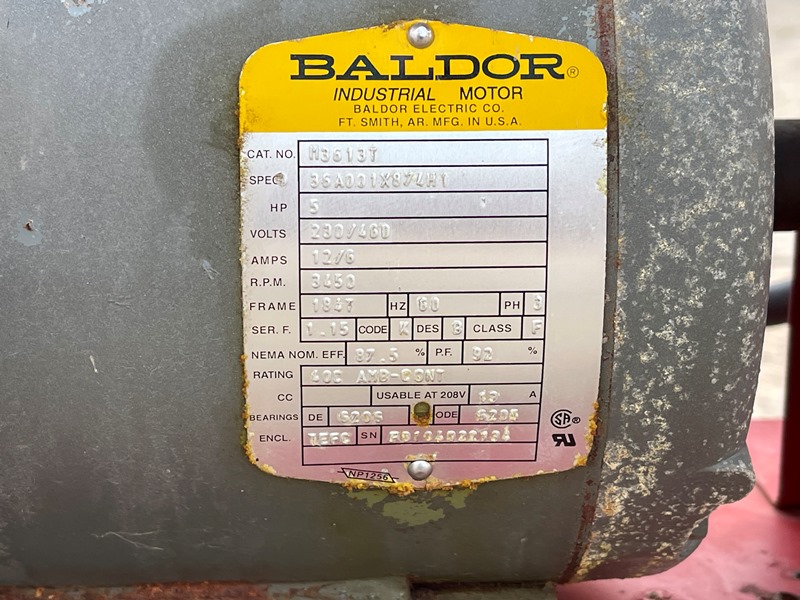 BALDOR®
INDUSTRIAL MOTOR
BALDOR ELECTRIC CO.
FT. SMITH, AR. MFG. IN U.S.A.
CAT. NO. M3613T
SPEC. 36A001X874H1
HP 5
VOLTS 230/460
AMPS 12/6
R.P.M. 3450
FRAME 184T HZ 60 PH 3
SER. F. 1.15 CODE K DES B CLASS F
NEMA NOM. EFF. 87.5 % P.F. 92 %
RATING 40C AMB-CONT
CC USABLE AT 208V 13 A
BEARINGS DE 6206 ODE 6205
ENCL. TEFC SN
NP1256
SA®